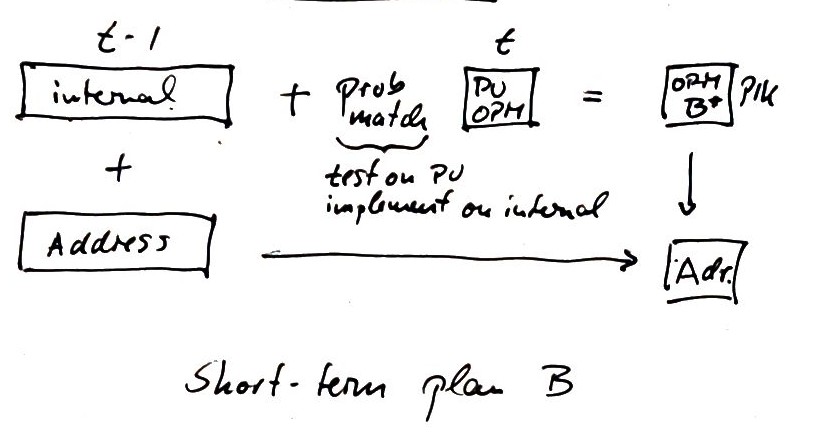 t-1
t
internal + prob match PU OPM = OPM B* PIK
test on PU
implement on internal
+
Address
Adr.
Short-term plan B